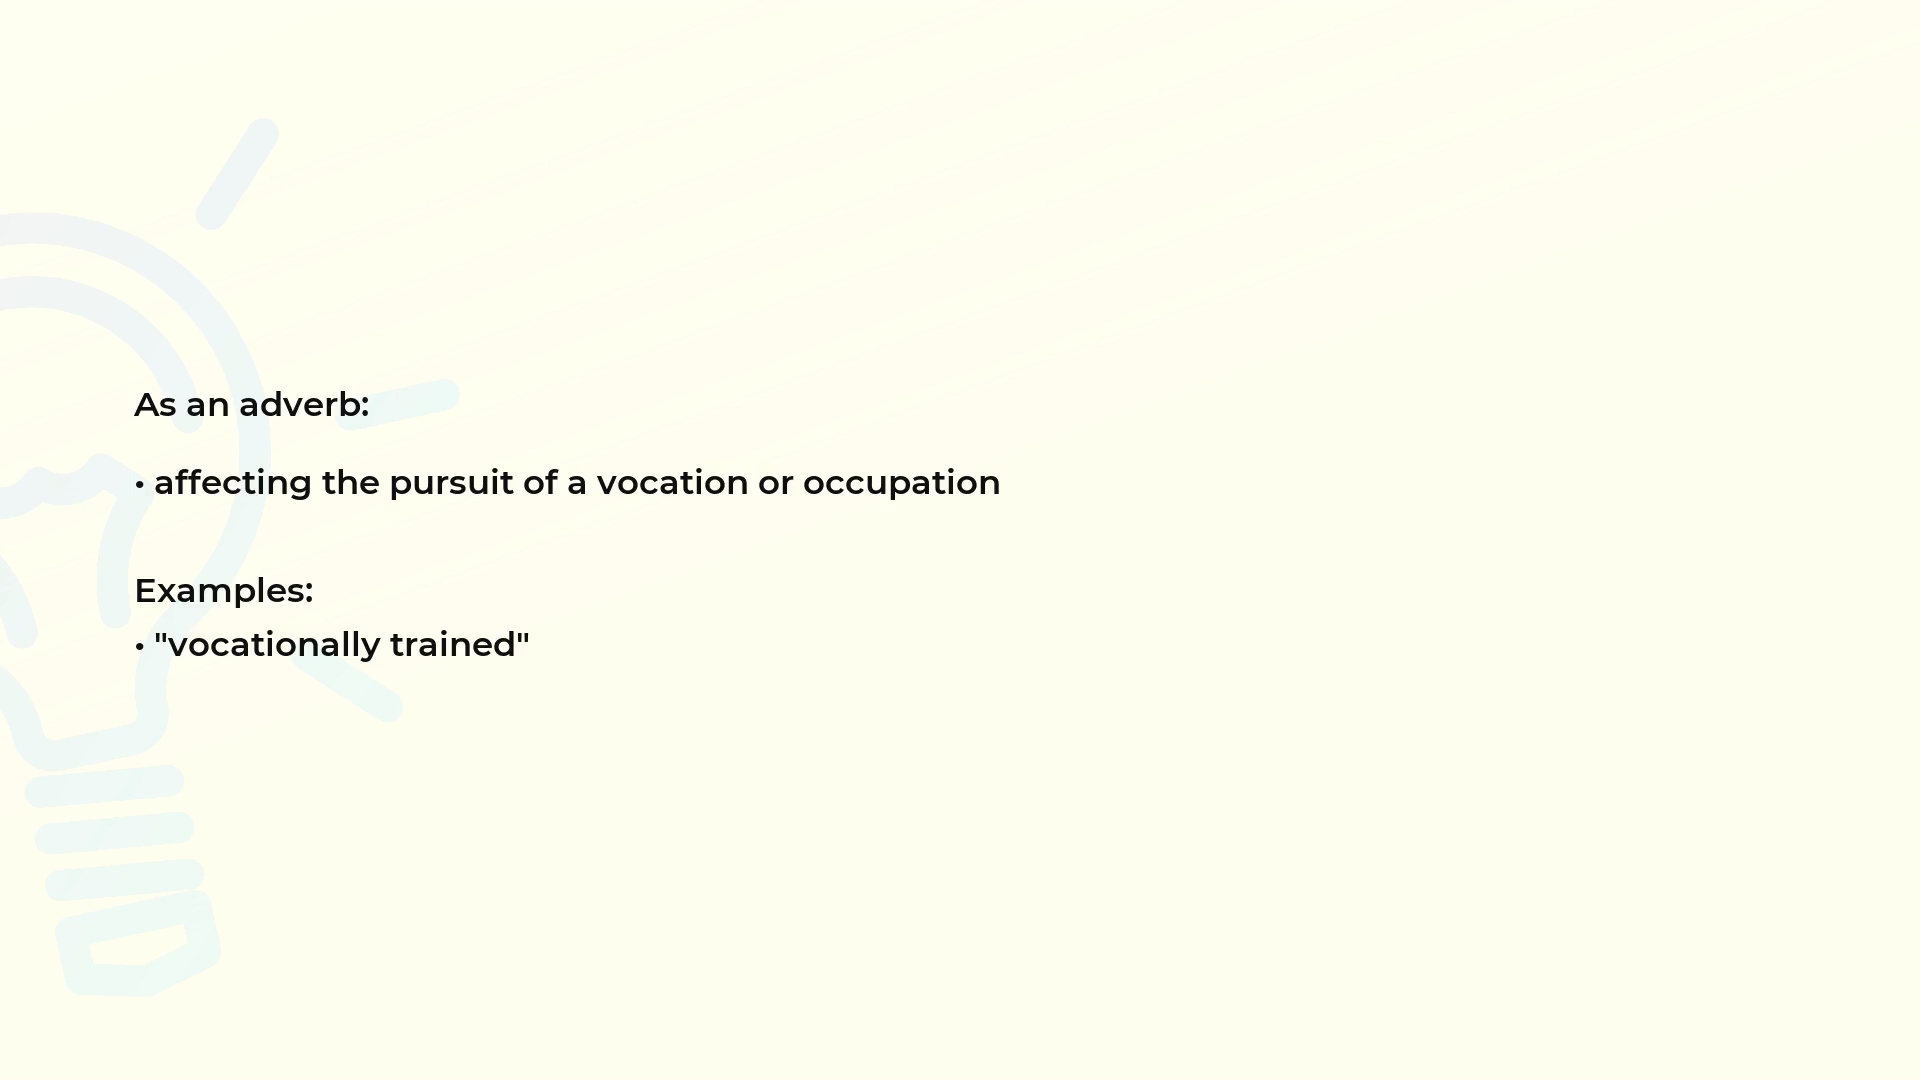 As an adverb:
• affecting the pursuit of a vocation or occupation
Examples:
• "vocationally trained"